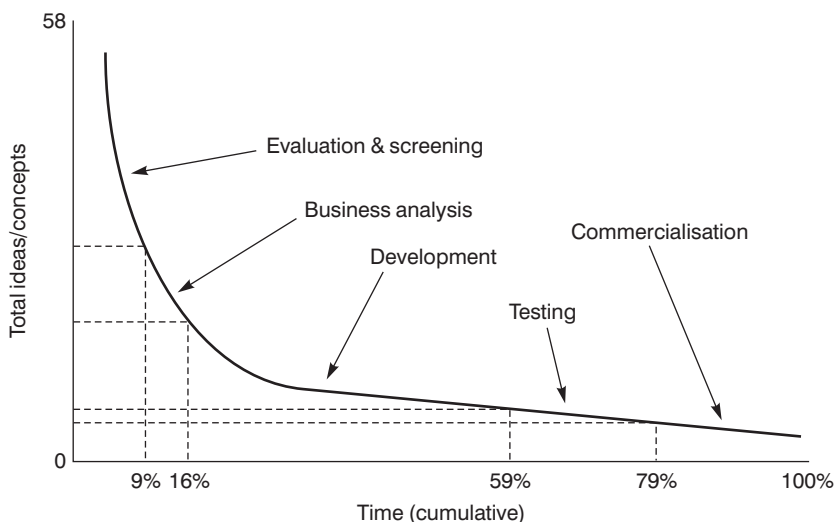 58
Evaluation & screening
Business analysis
Commercialisation
Development
Testing
Total ideas/concepts
0
9% 16% 59% 79% 100%
Time (cumulative)